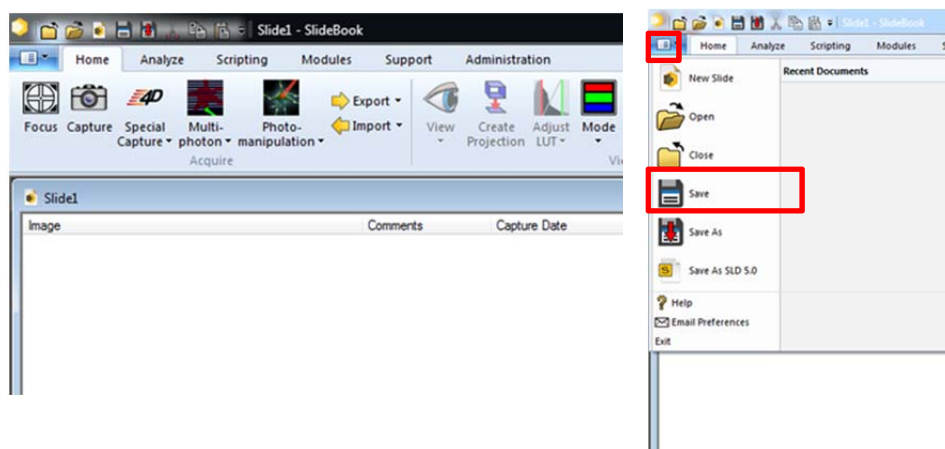 Slide1 - SlideBook
Home Analyze Scripting Modules Support Administration
Focus Capture Special Capture Multi-photon Photo-manipulation Export Import View Create Projection Adjust LUT Mode
Acquire
Slide1
Image Comments Capture Date
Slide1 - SlideBook
Home Analyze Scripting Modules
New Slide
Recent Documents
Open
Close
Save
Save As
Save As SLD 5.0
Help
Email Preferences
Exit